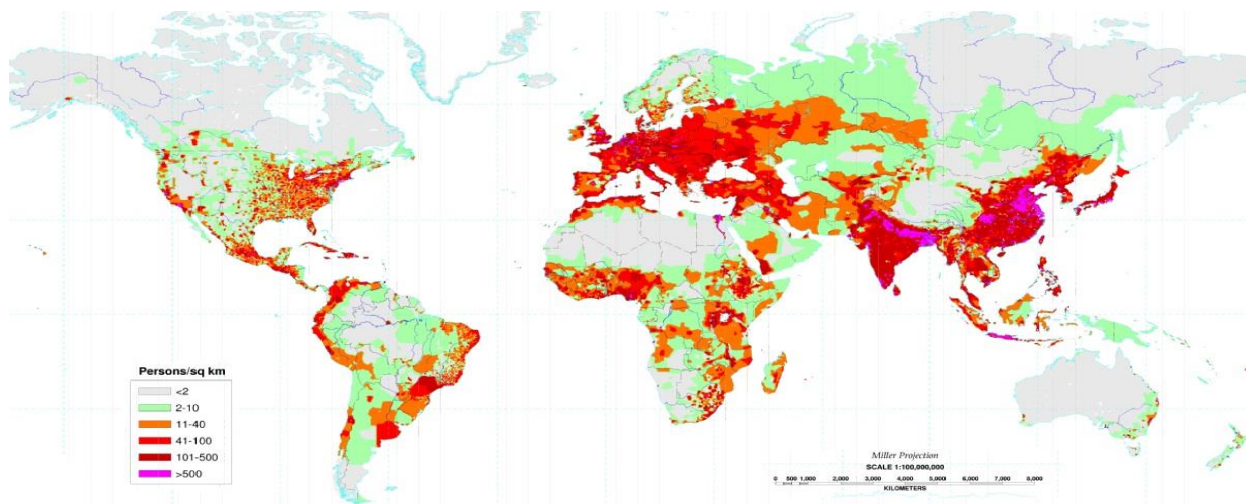 Persons/sq km
<2
2-10
11-40
41-100
101-500
>500
Miller Projection
SCALE 1:100,000,000
0 500 1,000 2,000 3,000 4,000 5,000 6,000 7,000 8,000
KILOMETERS